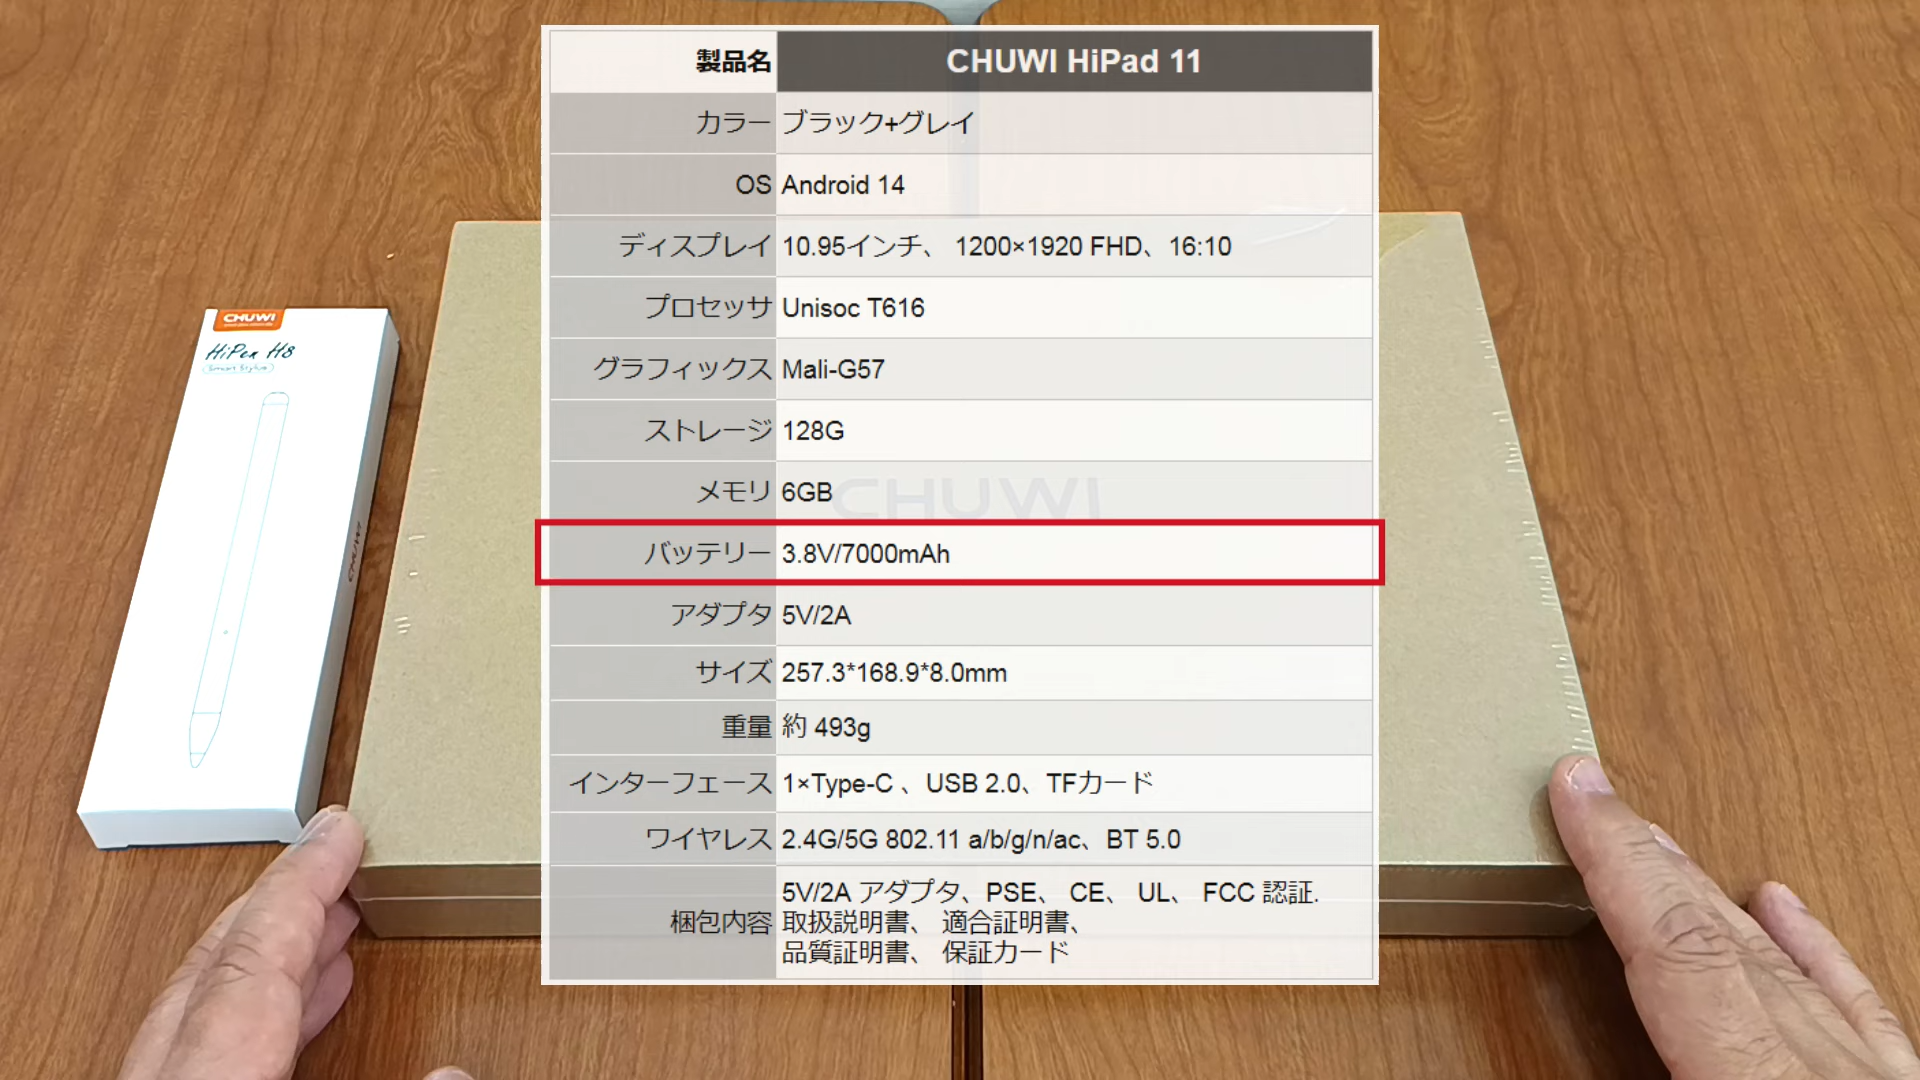 製品名 CHUWI HiPad 11
カラー ブラック+グレイ
OS Android 14
ディスプレイ 10.95インチ、 1200×1920 FHD、16:10
プロセッサ Unisoc T616
グラフィックス Mali-G57
ストレージ 128G
メモリ 6GB
CHUWI
バッテリー 3.8V/7000mAh
アダプタ 5V/2A
サイズ 257.3*168.9*8.0mm
重量 約 493g
インターフェース 1×Type-C 、USB 2.0、TFカード
ワイヤレス 2.4G/5G 802.11 a/b/g/n/ac、BT 5.0
梱包内容 5V/2A アダプタ、PSE、 CE、 UL、 FCC 認証.
取扱説明書、 適合証明書、
品質証明書、 保証カード
CHUWI
HiPen H8
Smart Stylus
CHUWI